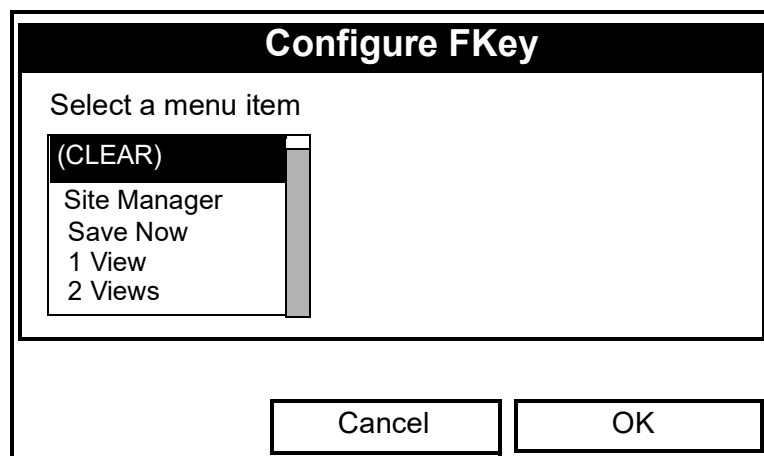 Configure FKey
Select a menu item
(CLEAR)
Site Manager
Save Now
1 View
2 Views
Cancel OK